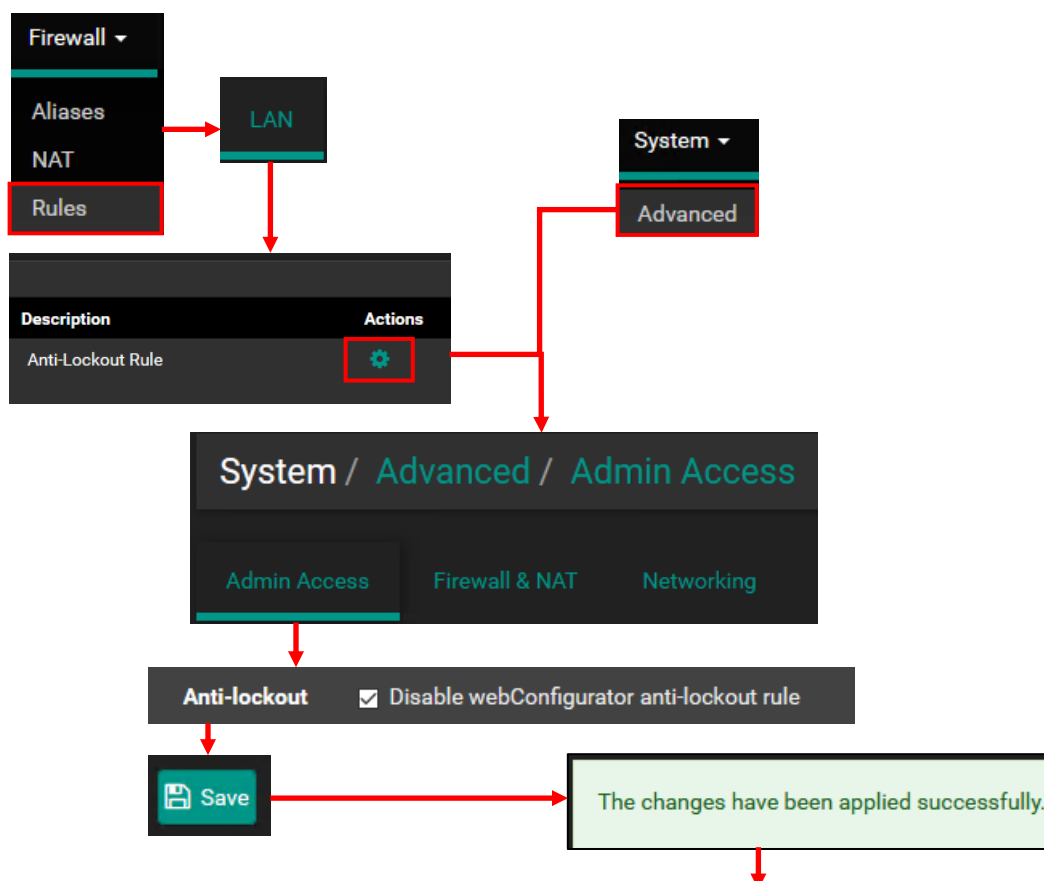 Firewall
Aliases
NAT
Rules
LAN
System
Advanced
Description Actions
Anti-Lockout Rule
System / Advanced / Admin Access
Admin Access Firewall & NAT Networking
Anti-lockout Disable webConfigurator anti-lockout rule
Save
The changes have been applied successfully.